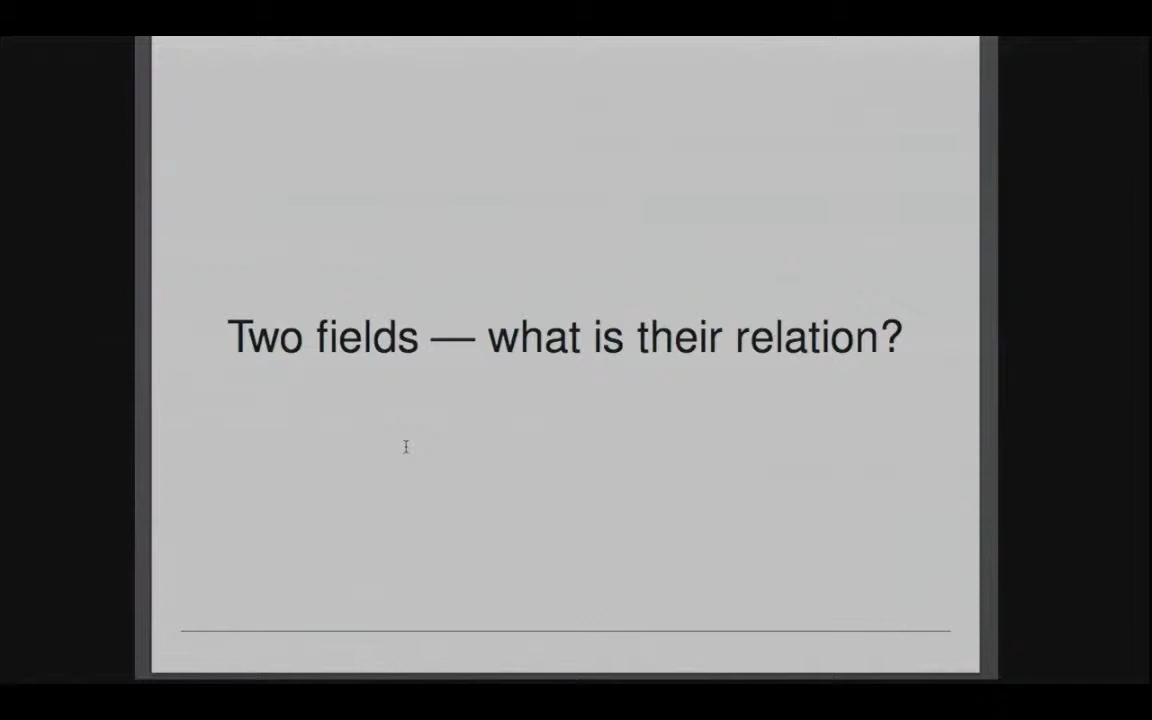 Two fields — what is their relation?